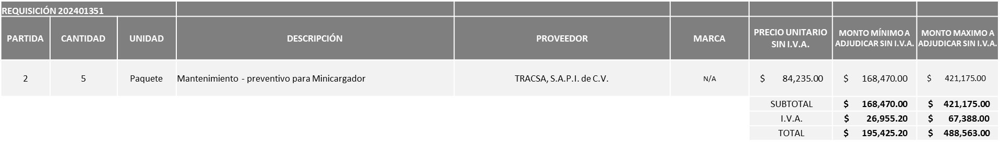 REQUISICIÓN 202401351
PARTIDA CANTIDAD UNIDAD DESCRIPCIÓN PROVEEDOR MARCA PRECIO UNITARIO SIN I.V.A. MONTO MÍNIMO A ADJUDICAR SIN I.V.A. MONTO MAXIMO A ADJUDICAR SIN I.V.A.
2 5 Paquete Mantenimiento - preventivo para Minicargador TRACSA, S.A.P.I. de C.V. N/A $ 84,235.00 $ 168,470.00 $ 421,175.00
SUBTOTAL $ 168,470.00 $ 421,175.00
I.V.A. $ 26,955.20 $ 67,388.00
TOTAL $ 195,425.20 $ 488,563.00